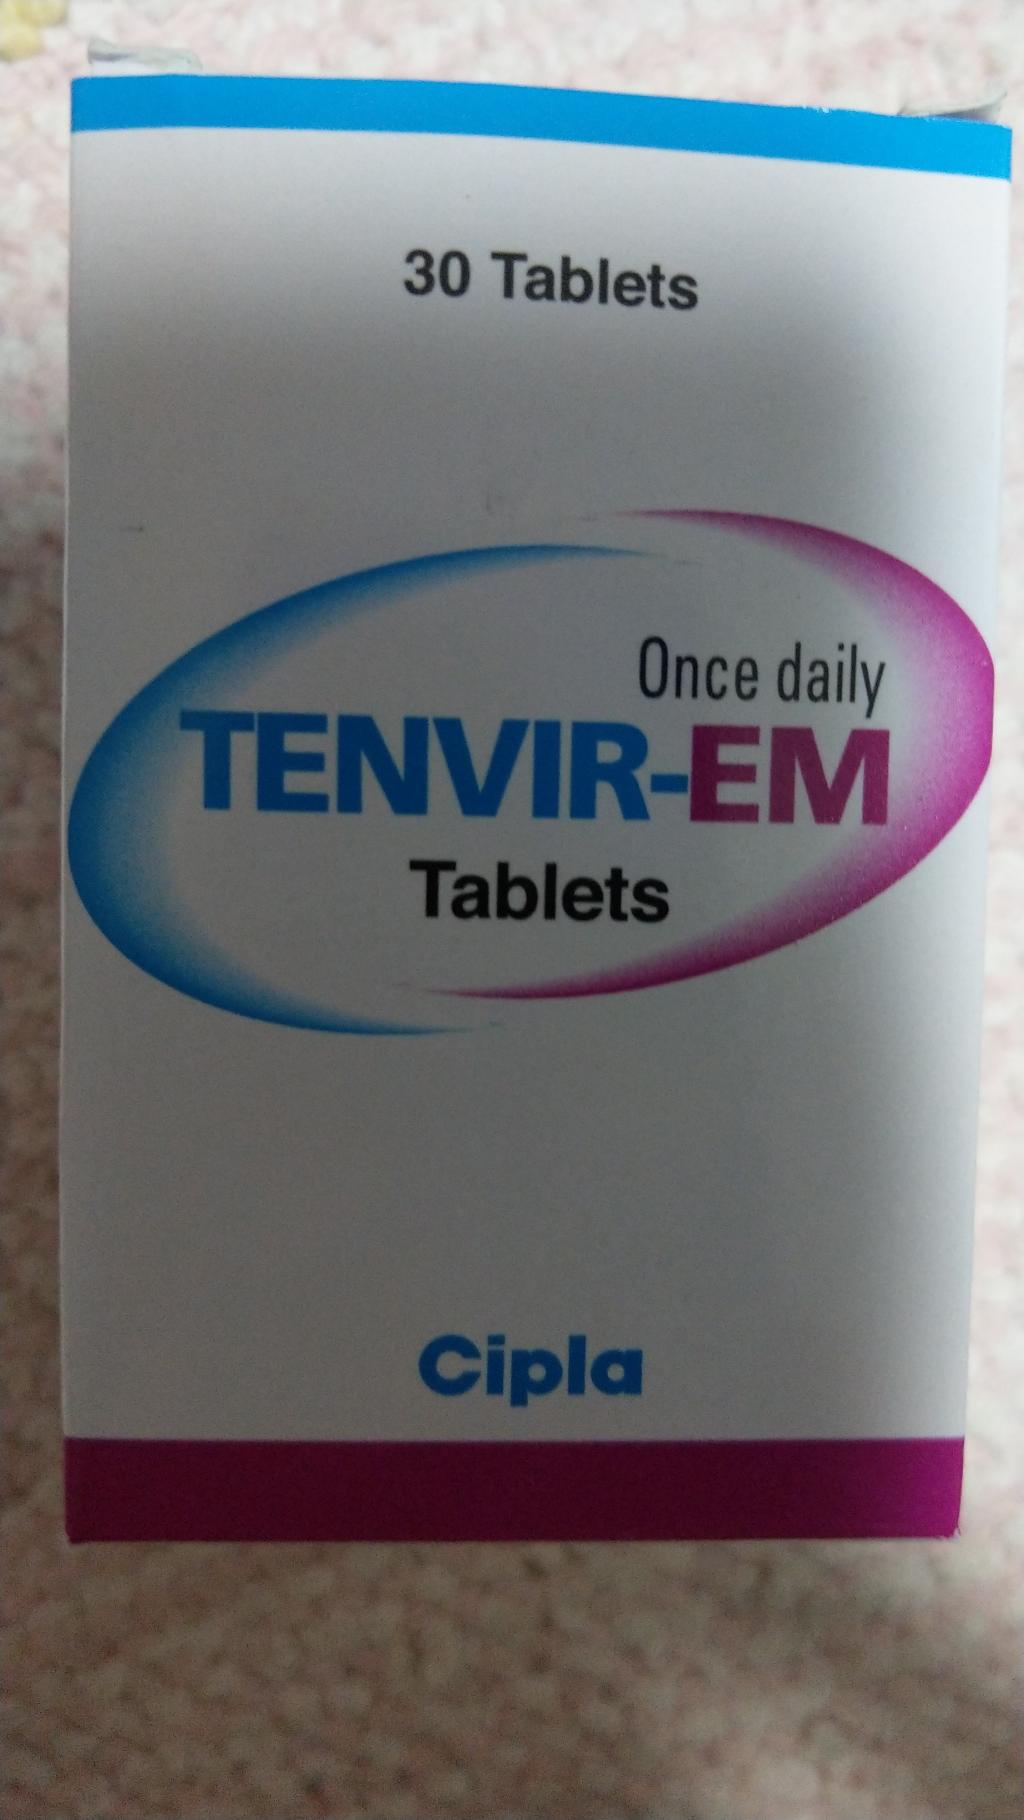 30 Tablets
Once daily
TENVIR-EM
Tablets
Cipla